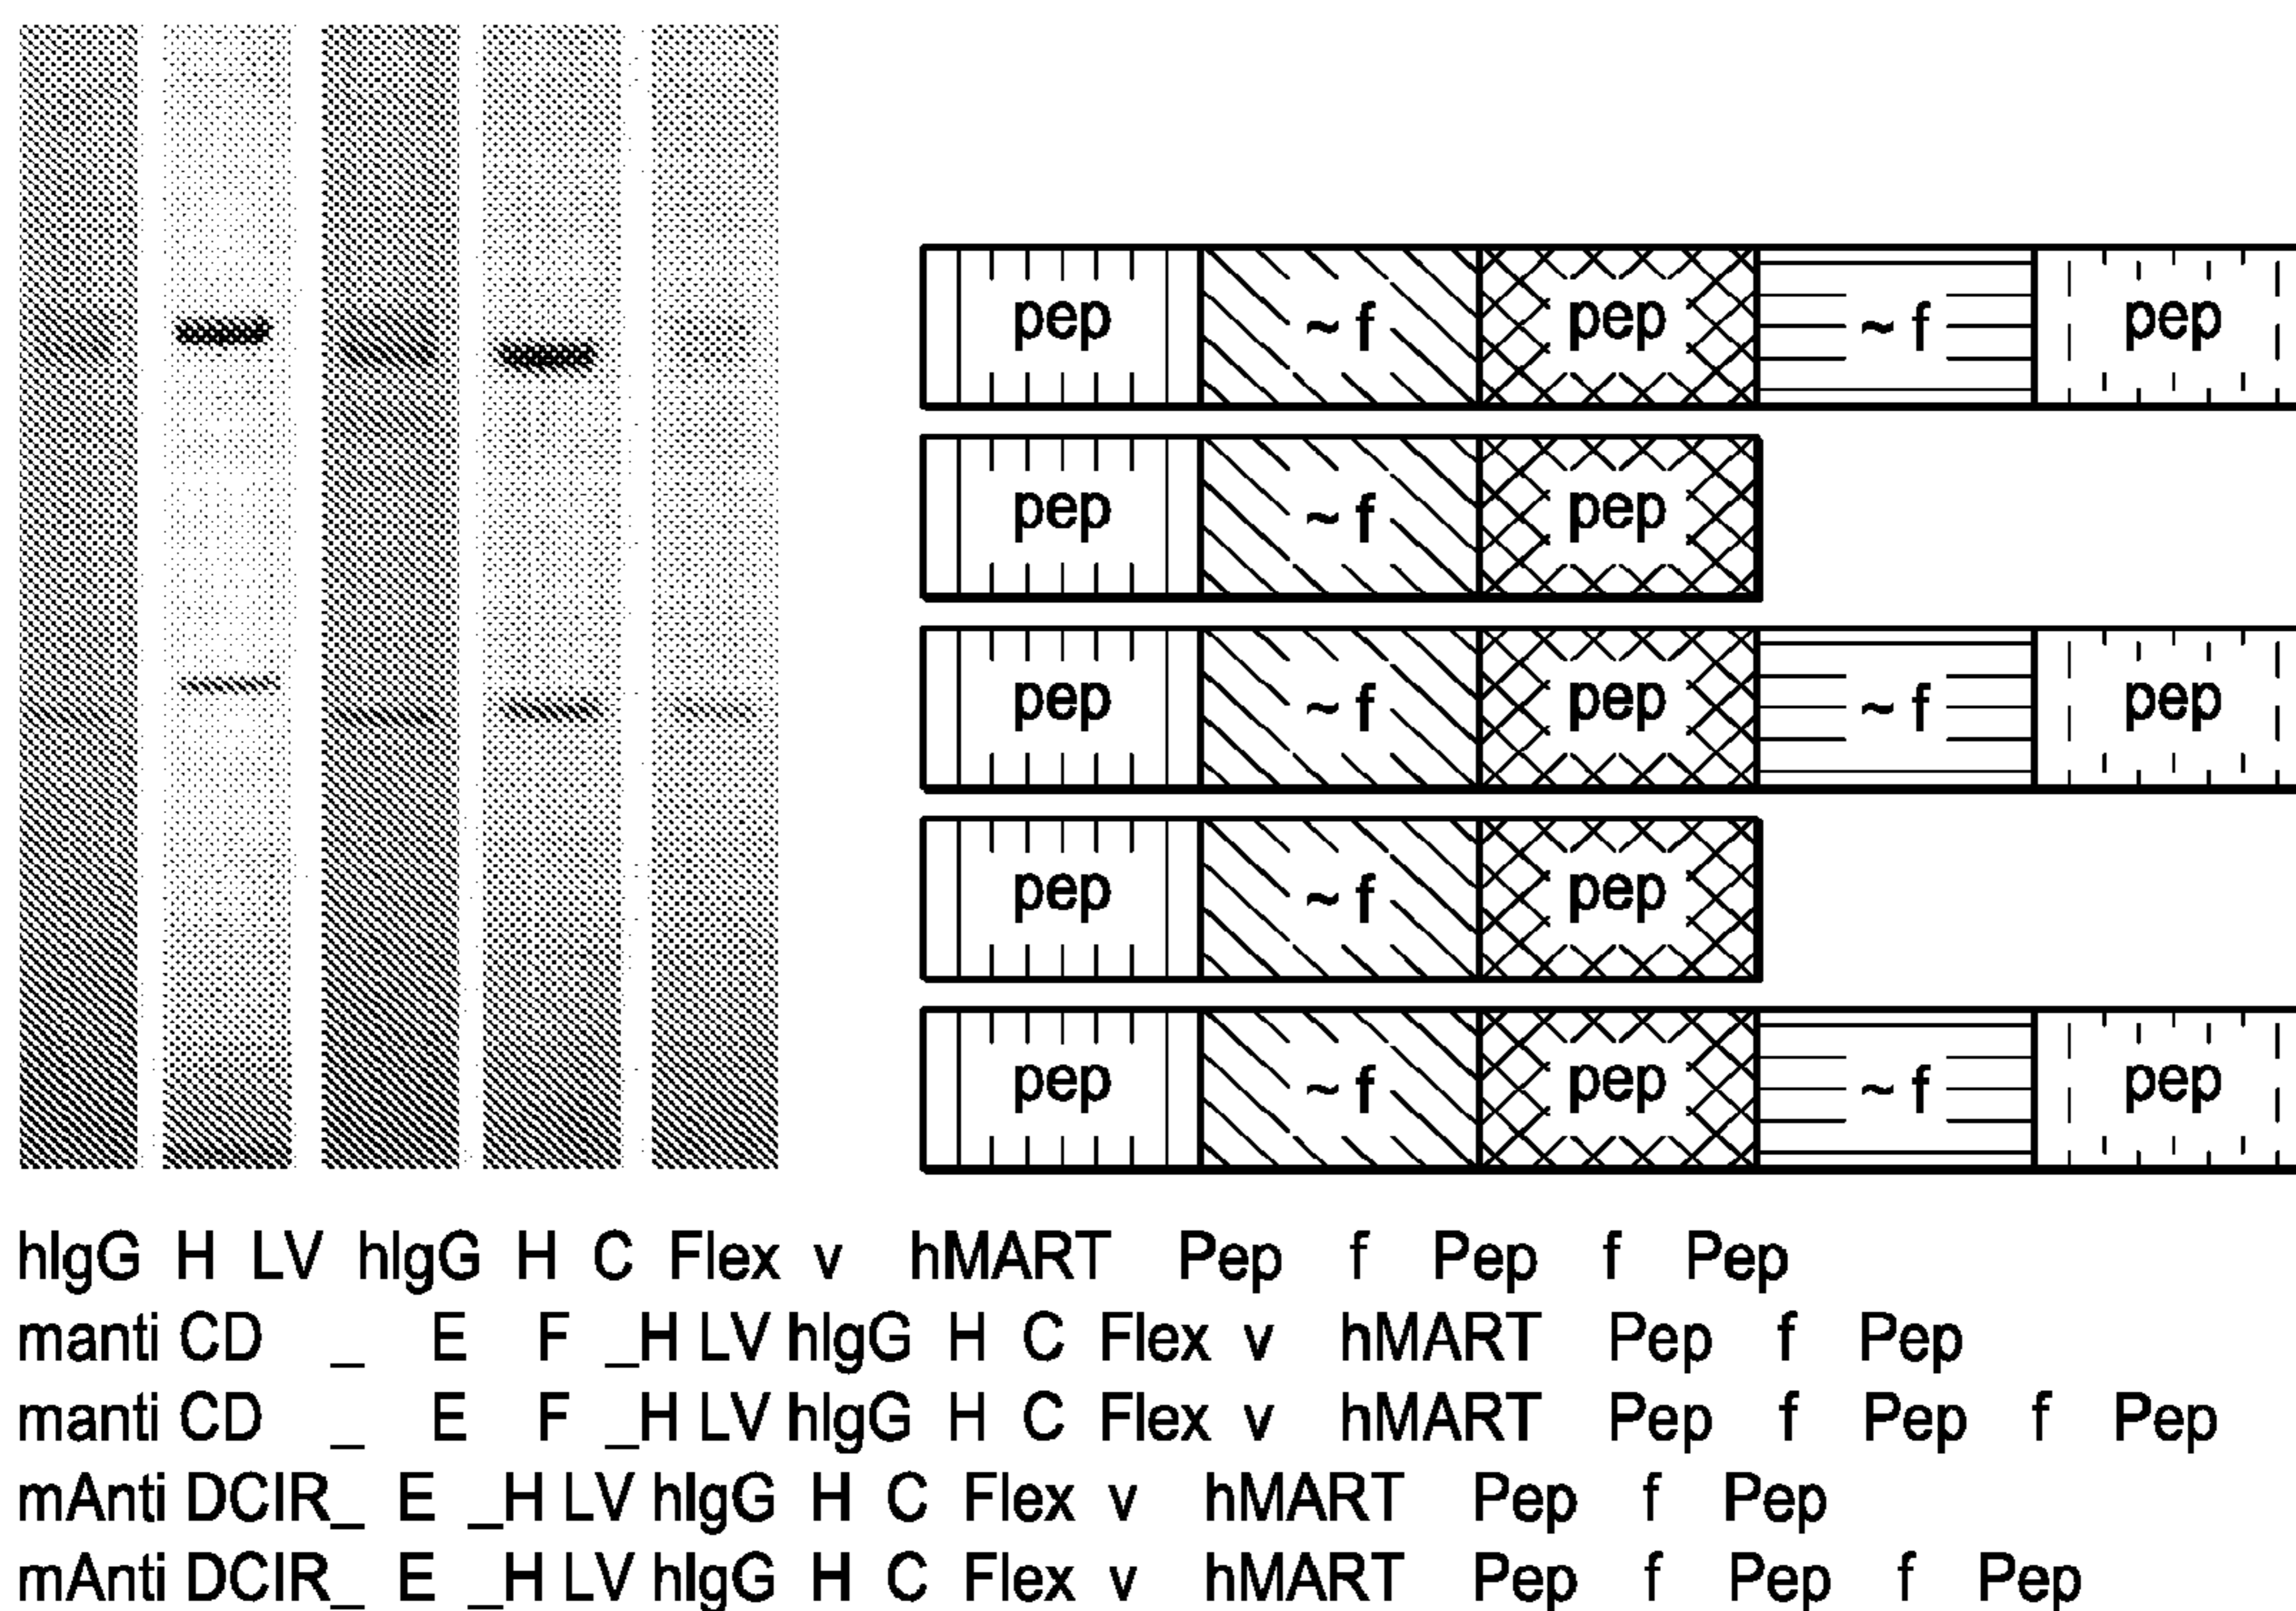 pep ~ f pep ~ f pep
pep ~ f pep
pep ~ f pep ~ f pep
pep ~ f pep
pep ~ f pep ~ f pep
hIgG H LV hIgG H C Flex v hMART Pep f Pep f Pep
manti CD _ E F _H LV hIgG H C Flex v hMART Pep f Pep
manti CD _ E F _H LV hIgG H C Flex v hMART Pep f Pep f Pep
mAnti DCIR_ E _H LV hIgG H C Flex v hMART Pep f Pep
mAnti DCIR_ E _H LV hIgG H C Flex v hMART Pep f Pep f Pep